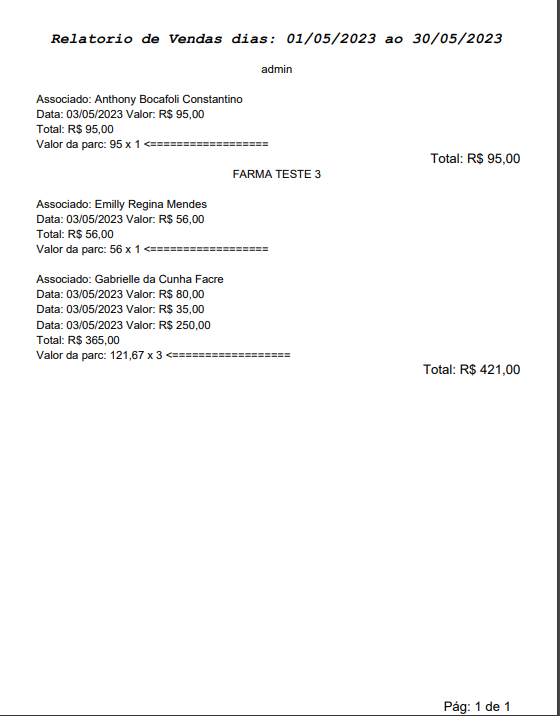 Relatorio de Vendas dias: 01/05/2023 ao 30/05/2023
admin
Associado: Anthony Bocafoli Constantino
Data: 03/05/2023 Valor: R$ 95,00
Total: R$ 95,00
Valor da parc: 95 x 1 <==================
Total: R$ 95,00
FARMA TESTE 3
Associado: Emilly Regina Mendes
Data: 03/05/2023 Valor: R$ 56,00
Total: R$ 56,00
Valor da parc: 56 x 1 <==================
Associado: Gabrielle da Cunha Facre
Data: 03/05/2023 Valor: R$ 80,00
Data: 03/05/2023 Valor: R$ 35,00
Data: 03/05/2023 Valor: R$ 250,00
Total: R$ 365,00
Valor da parc: 121,67 x 3 <==================
Total: R$ 421,00
Pág: 1 de 1